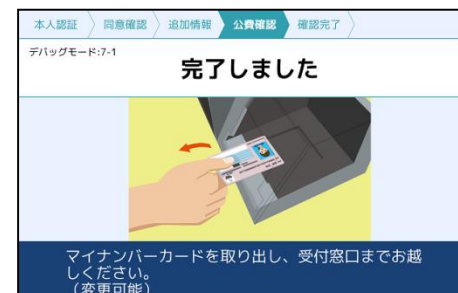 本人認証 同意確認 追加情報 公費確認 確認完了
デバッグモード:7-1
完了しました
マイナンバーカードを取り出し、受付窓口までお越
しください。
(変更可能)